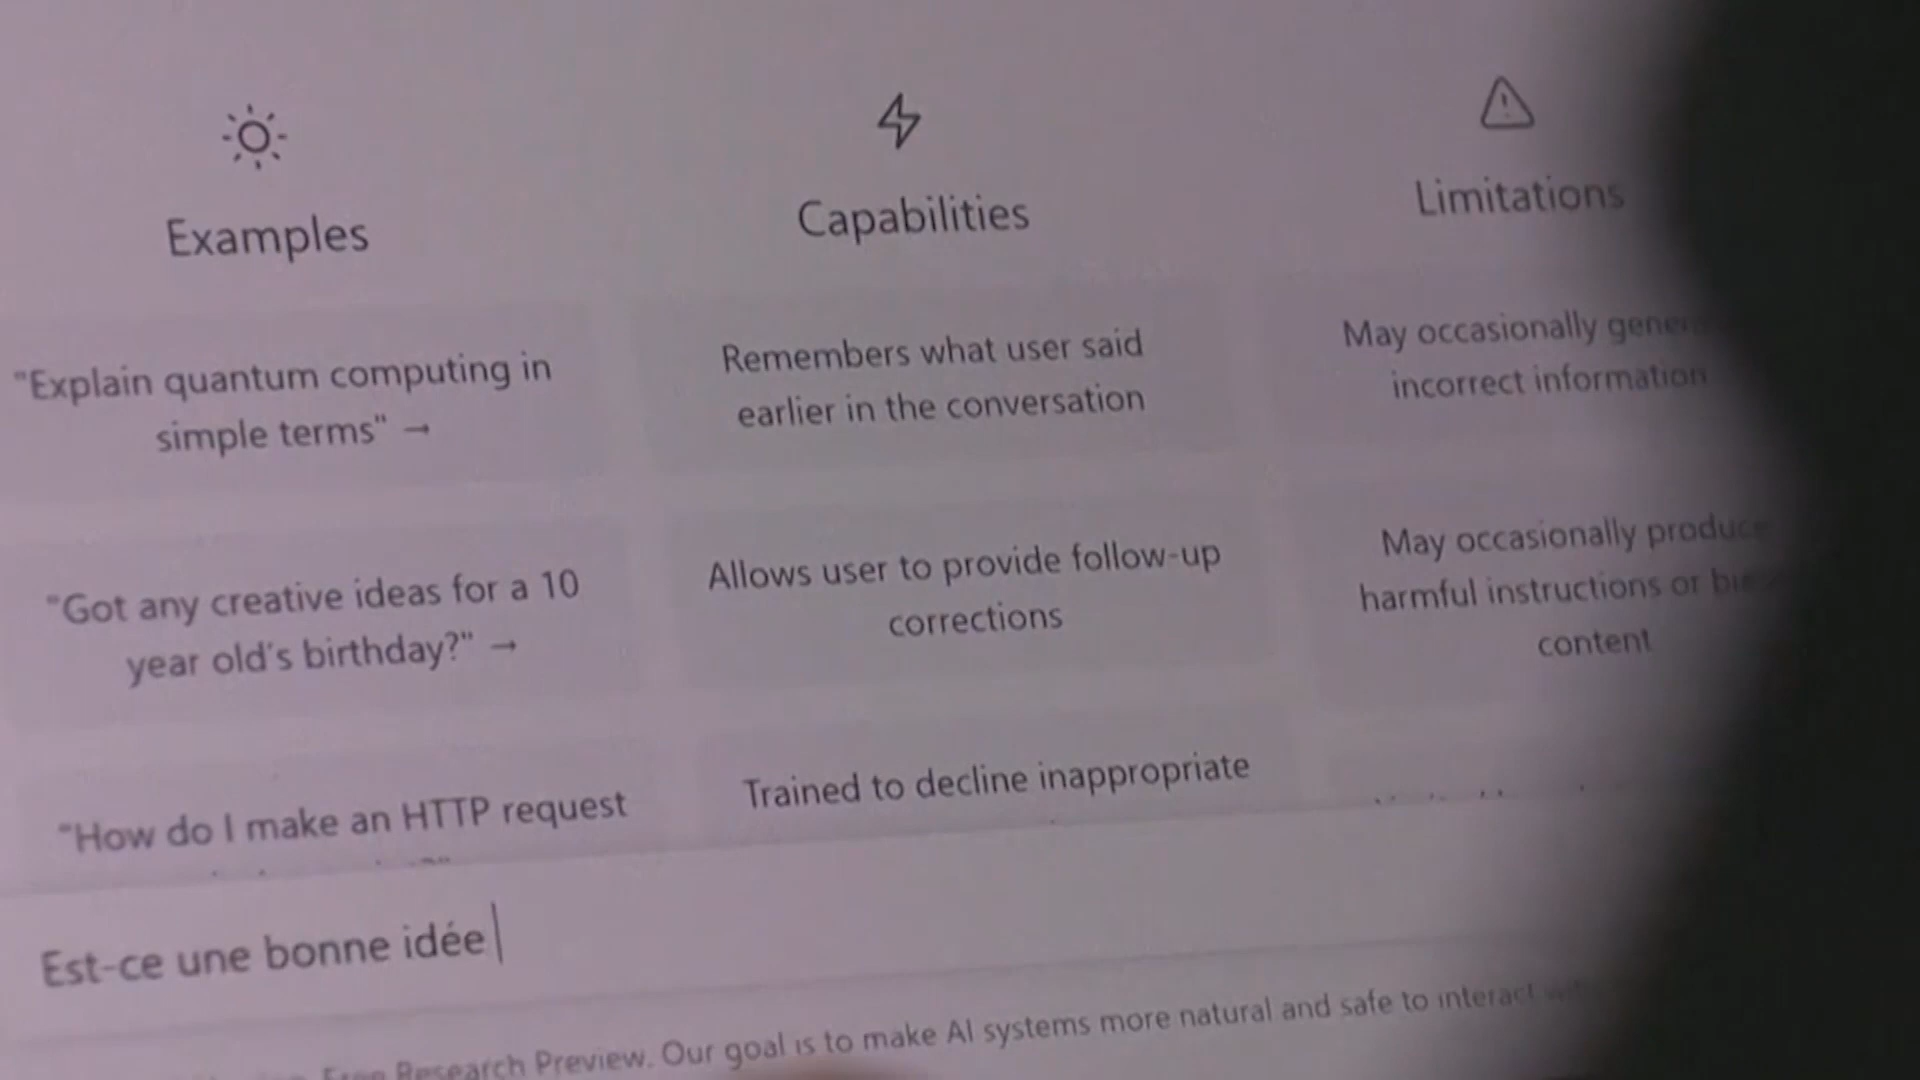 Examples
Capabilities
Limitations
"Explain quantum computing in
simple terms" →
Remembers what user said
earlier in the conversation
May occasionally
incorrect information
"Got any creative ideas for a 10
year old's birthday?" →
Allows user to provide follow-up
corrections
May occasionally produce
harmful instructions or
content
"How do I make an HTTP request
Trained to decline inappropriate
Est-ce une bonne idée
Research Preview. Our goal is to make AI systems more natural and safe to interact